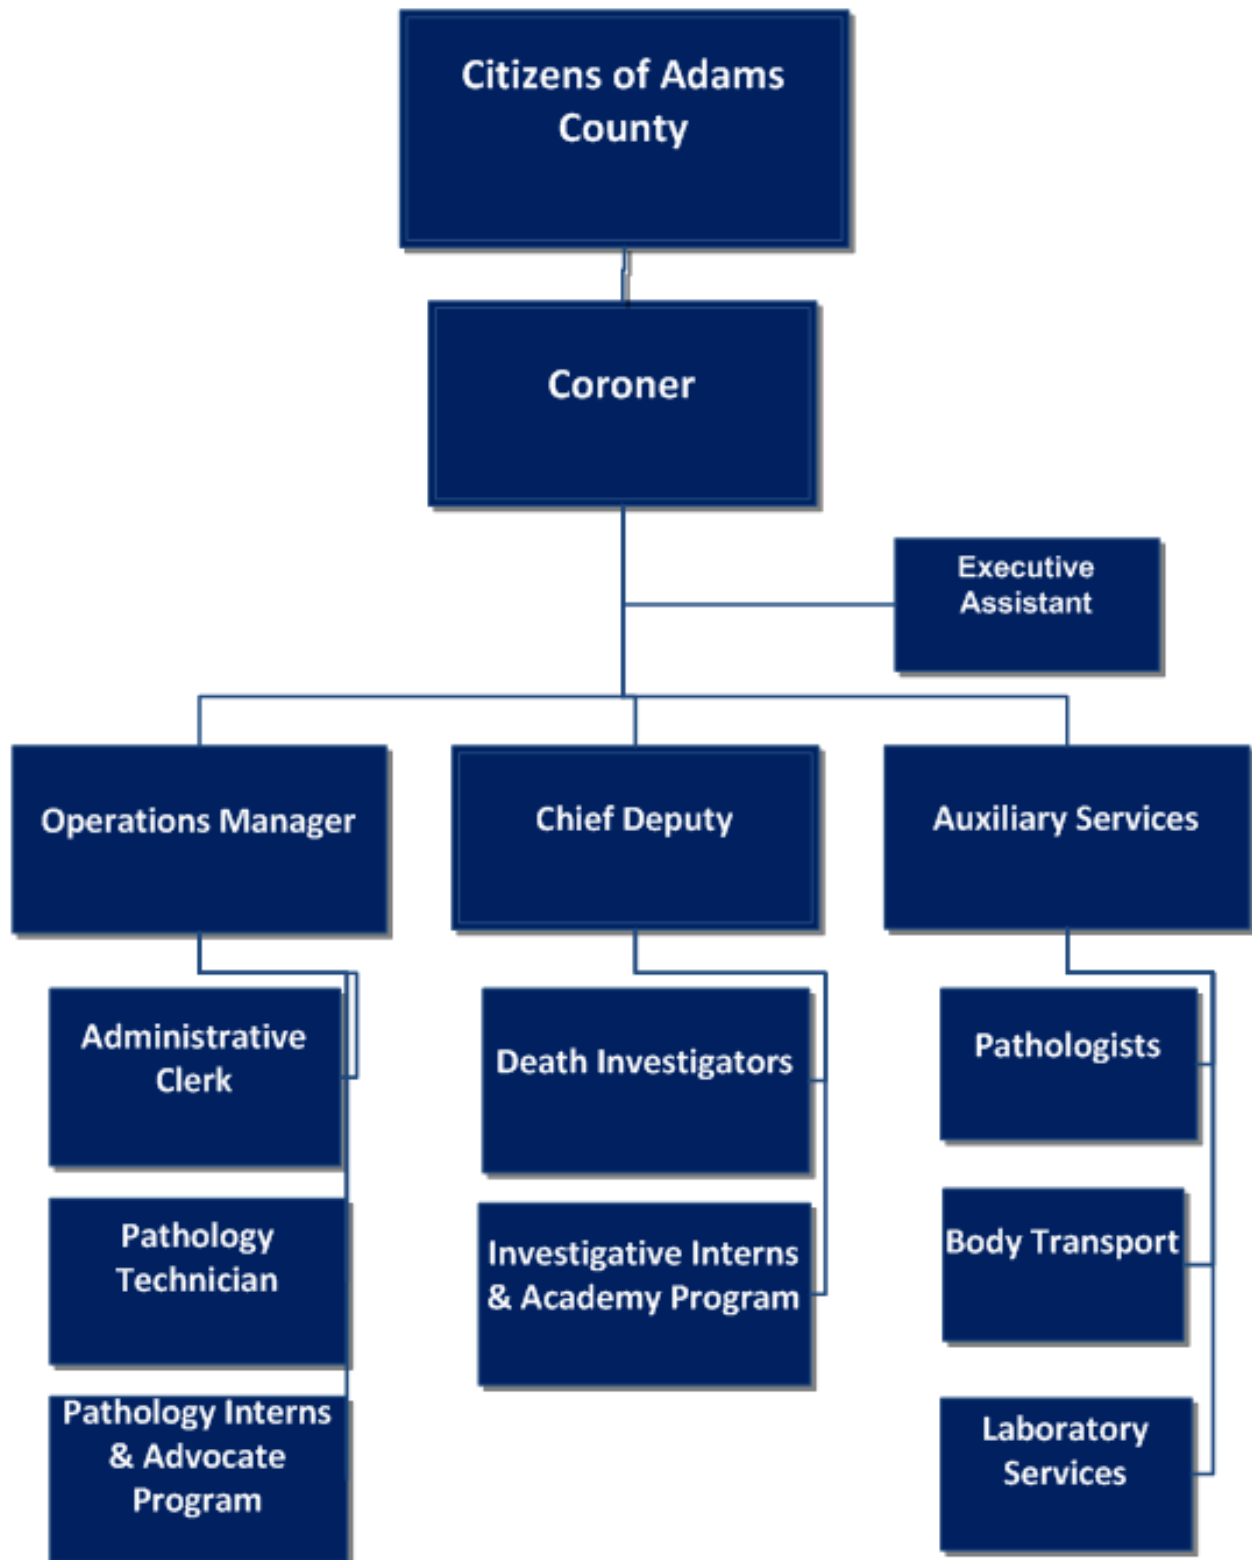 Citizens of Adams
County
Coroner
Executive
Assistant
Operations Manager
Chief Deputy
Auxiliary Services
Administrative
Clerk
Death Investigators
Pathologists
Pathology
Technician
Investigative Interns
& Academy Program
Body Transport
Pathology Interns
& Advocate
Program
Laboratory
Services